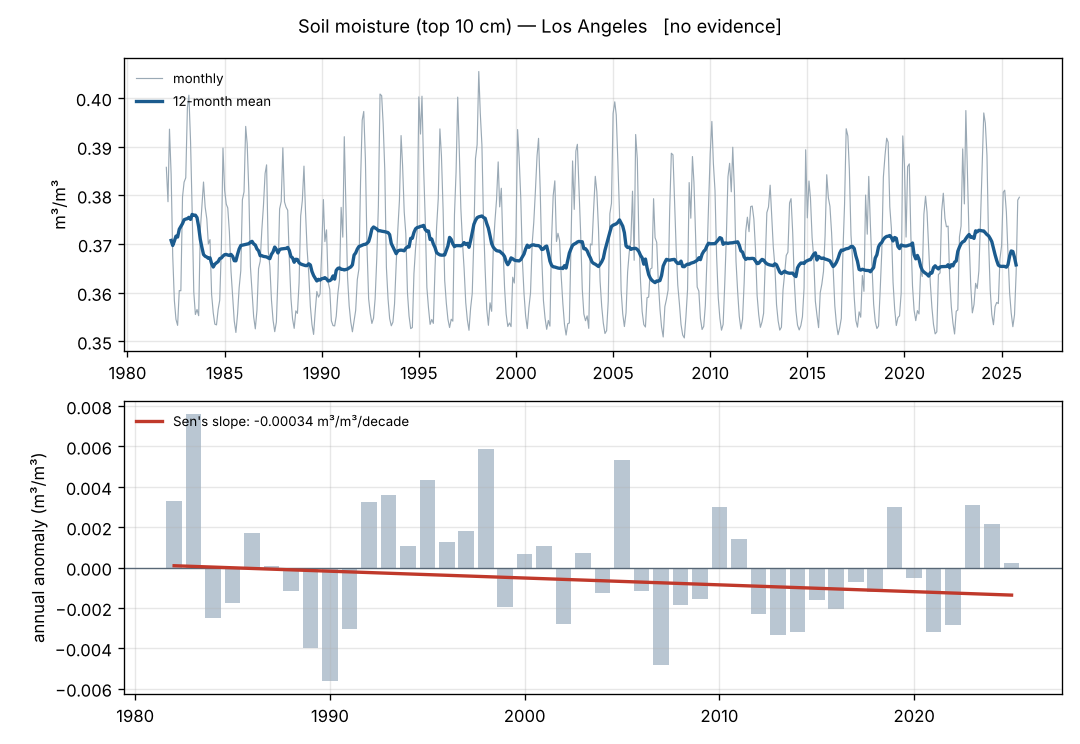 Soil moisture (top 10 cm) — Los Angeles   [no evidence]
monthly
12-month mean
m³/m³
0.40
0.39
0.38
0.37
0.36
0.35
1980 1985 1990 1995 2000 2005 2010 2015 2020 2025
Sen's slope: -0.00034 m³/m³/decade
annual anomaly (m³/m³)
0.008
0.006
0.004
0.002
0.000
−0.002
−0.004
−0.006
1980 1990 2000 2010 2020